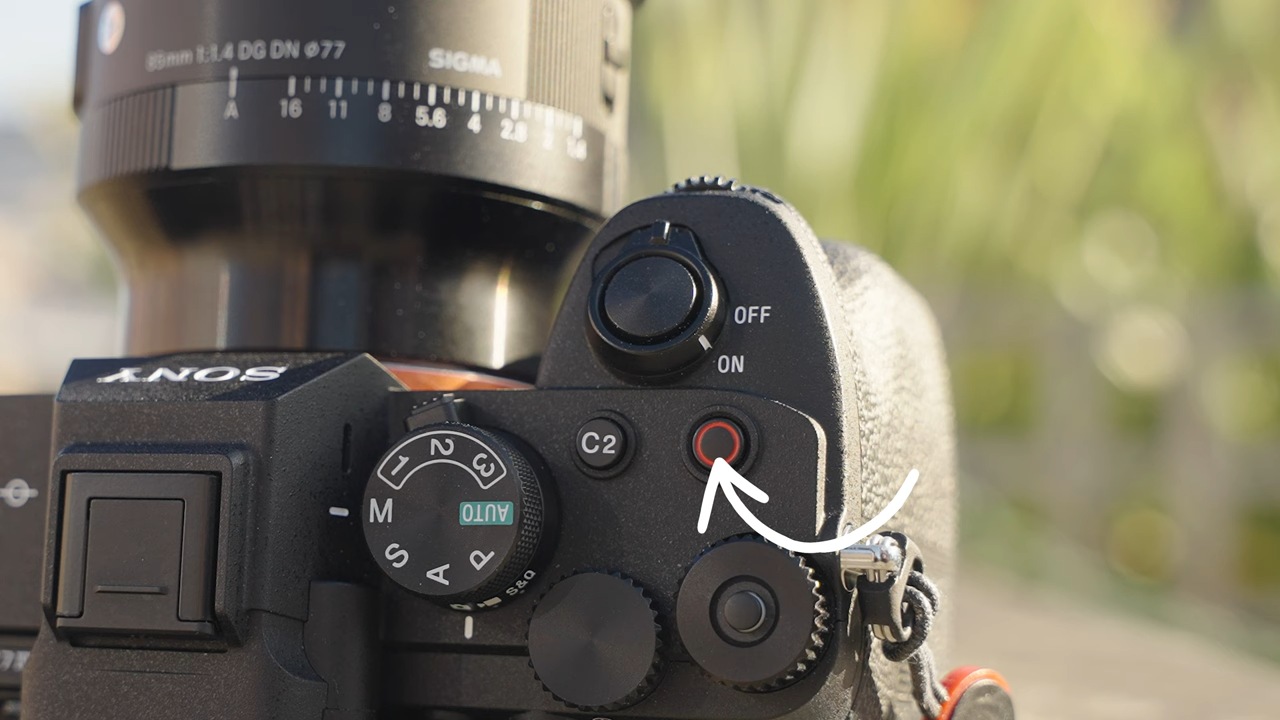 85mm 1:1.4 DG DN ø77
SIGMA
A 16 11 8 5.6 4 2.8 2 1.4
OFF
ON
SONY
C2
1 2 3
M
AUTO
S
A
P
S&Q